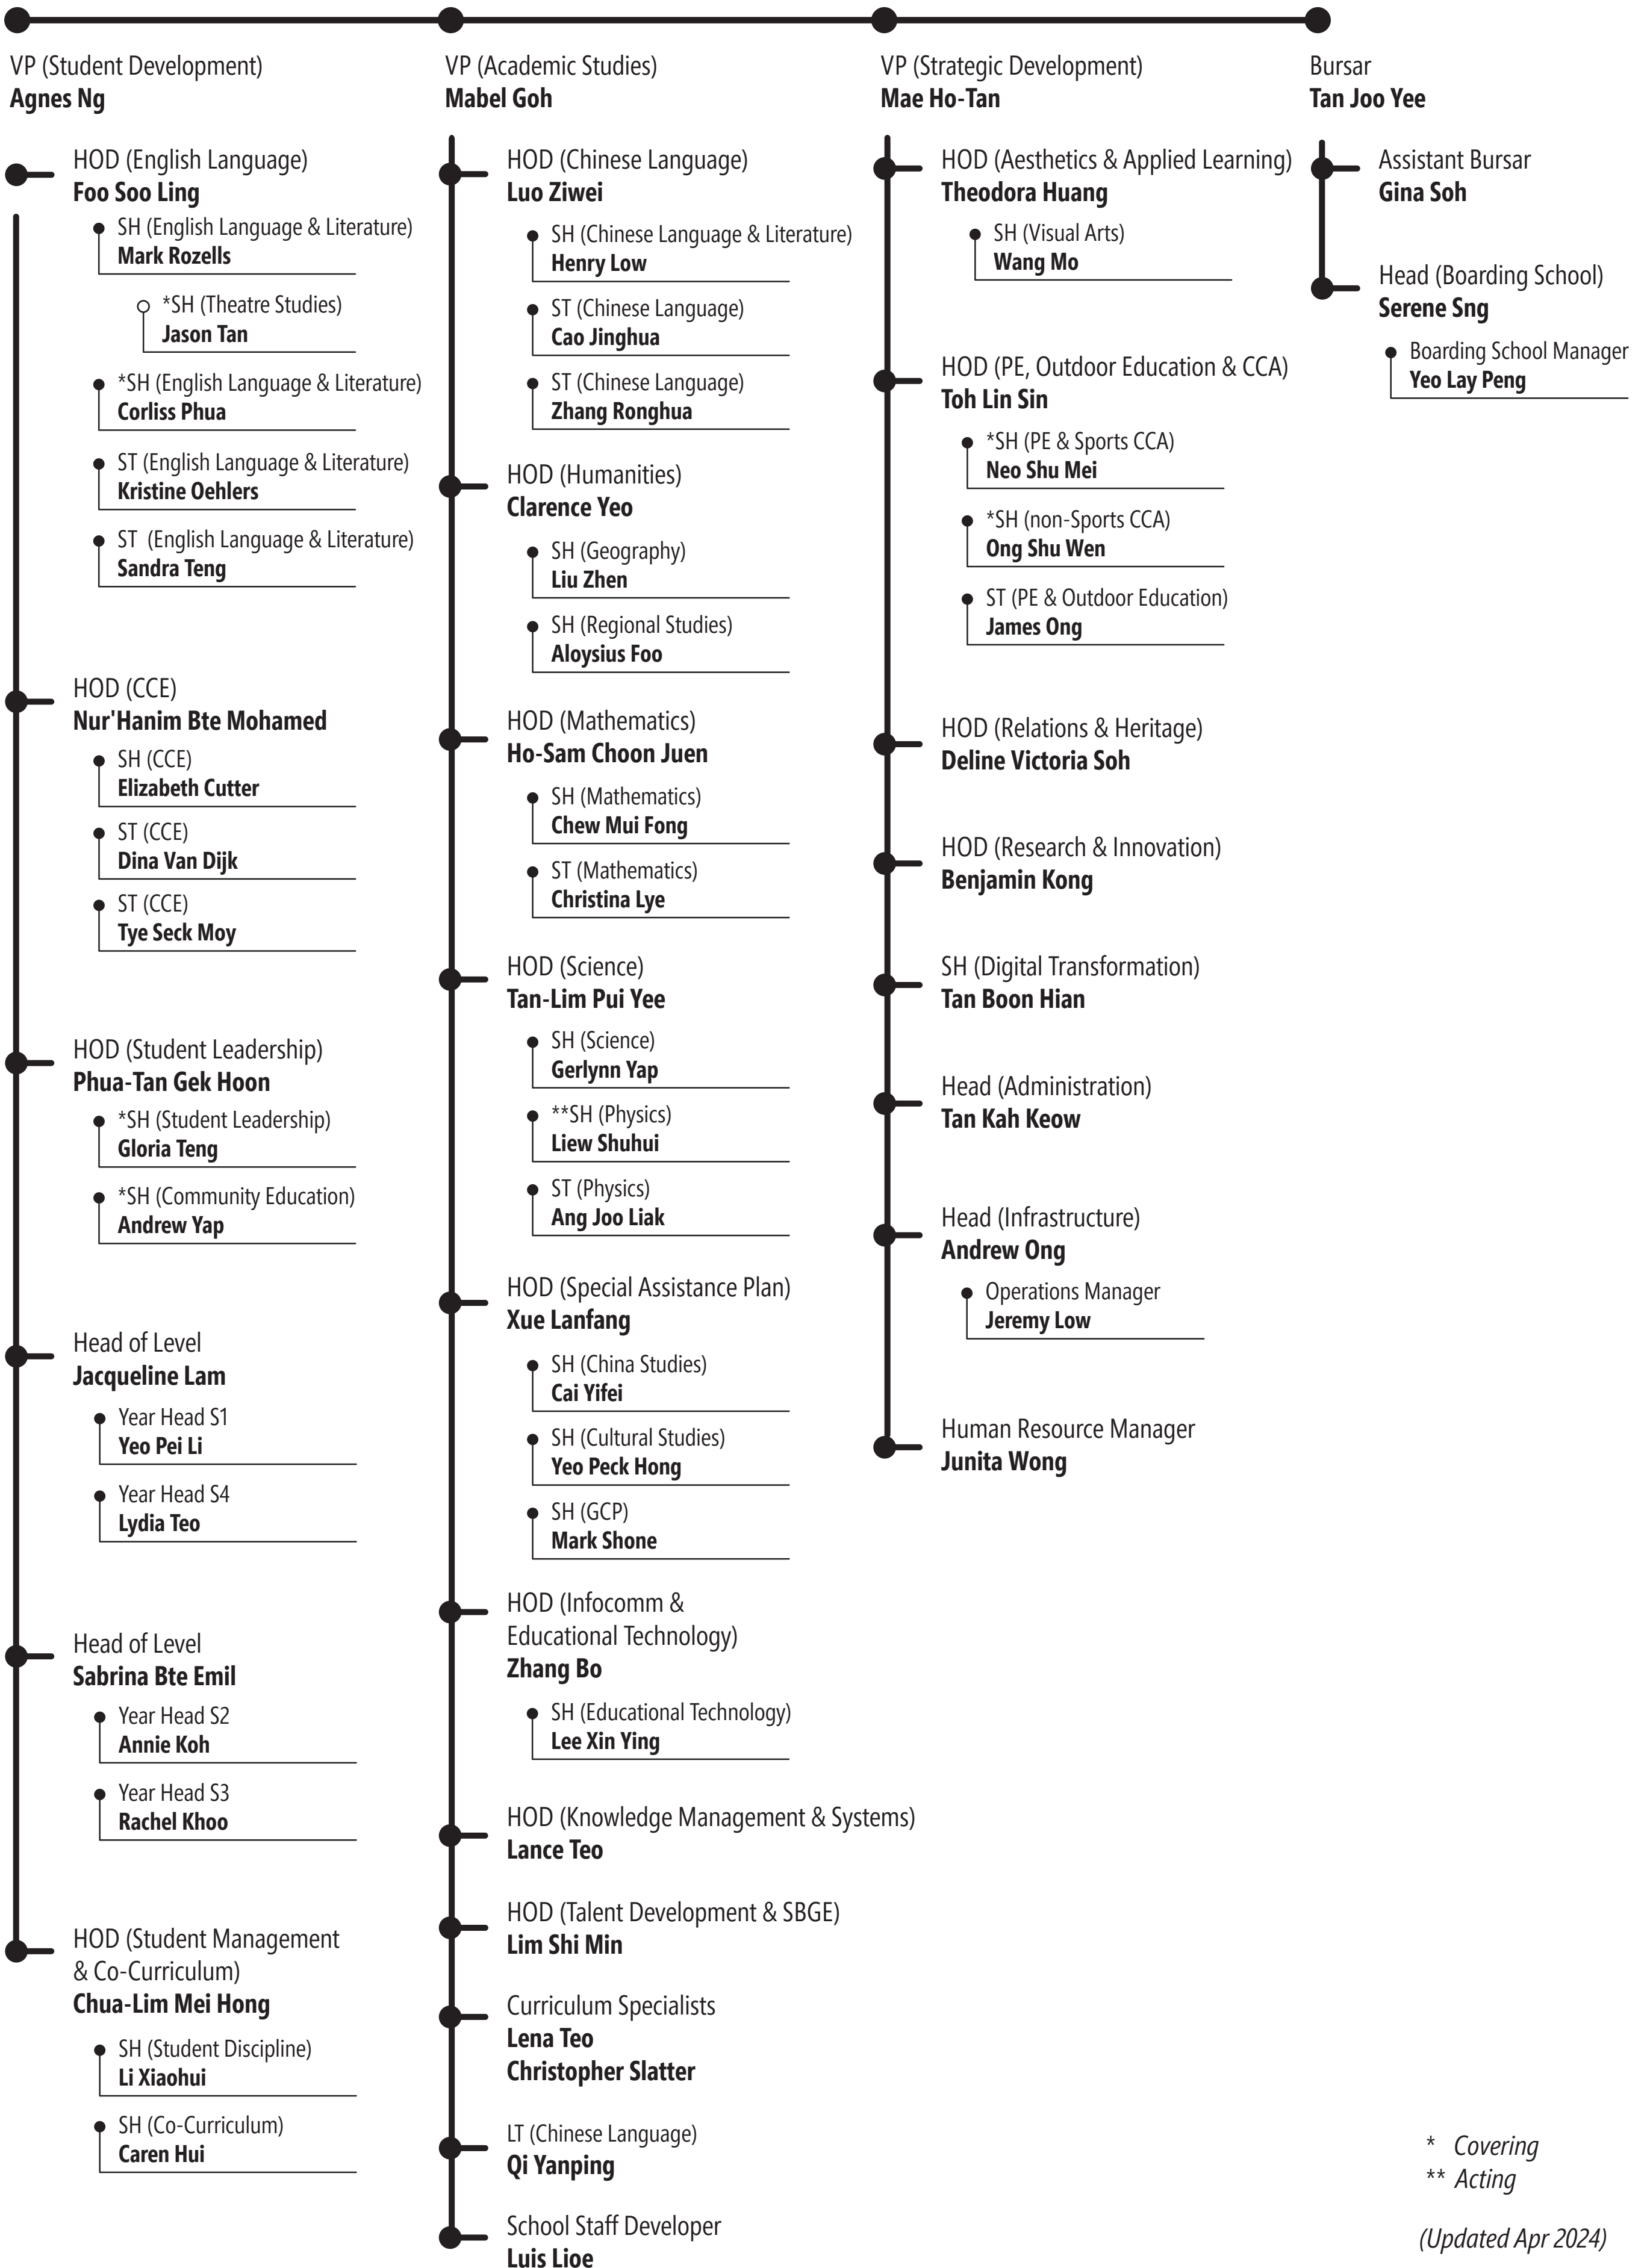 VP (Student Development)
Agnes Ng
HOD (English Language)
Foo Soo Ling
SH (English Language & Literature)
Mark Rozells
*SH (Theatre Studies)
Jason Tan
*SH (English Language & Literature)
Corliss Phua
ST (English Language & Literature)
Kristine Oehlers
ST (English Language & Literature)
Sandra Teng
HOD (CCE)
Nur'Hanim Bte Mohamed
SH (CCE)
Elizabeth Cutter
ST (CCE)
Dina Van Dijk
ST (CCE)
Tye Seck Moy
HOD (Student Leadership)
Phua-Tan Gek Hoon
*SH (Student Leadership)
Gloria Teng
*SH (Community Education)
Andrew Yap
Head of Level
Jacqueline Lam
Year Head S1
Yeo Pei Li
Year Head S4
Lydia Teo
Head of Level
Sabrina Bte Emil
Year Head S2
Annie Koh
Year Head S3
Rachel Khoo
HOD (Student Management
& Co-Curriculum)
Chua-Lim Mei Hong
SH (Student Discipline)
Li Xiaohui
SH (Co-Curriculum)
Caren Hui
VP (Academic Studies)
Mabel Goh
HOD (Chinese Language)
Luo Ziwei
SH (Chinese Language & Literature)
Henry Low
ST (Chinese Language)
Cao Jinghua
ST (Chinese Language)
Zhang Ronghua
HOD (Humanities)
Clarence Yeo
SH (Geography)
Liu Zhen
SH (Regional Studies)
Aloysius Foo
HOD (Mathematics)
Ho-Sam Choon Juen
SH (Mathematics)
Chew Mui Fong
ST (Mathematics)
Christina Lye
HOD (Science)
Tan-Lim Pui Yee
SH (Science)
Gerlynn Yap
**SH (Physics)
Liew Shuhui
ST (Physics)
Ang Joo Liak
HOD (Special Assistance Plan)
Xue Lanfang
SH (China Studies)
Cai Yifei
SH (Cultural Studies)
Yeo Peck Hong
SH (GCP)
Mark Shone
HOD (Infocomm &
Educational Technology)
Zhang Bo
SH (Educational Technology)
Lee Xin Ying
HOD (Knowledge Management & Systems)
Lance Teo
HOD (Talent Development & SBGE)
Lim Shi Min
Curriculum Specialists
Lena Teo
Christopher Slatter
LT (Chinese Language)
Qi Yanping
School Staff Developer
Luis Lioe
VP (Strategic Development)
Mae Ho-Tan
HOD (Aesthetics & Applied Learning)
Theodora Huang
SH (Visual Arts)
Wang Mo
HOD (PE, Outdoor Education & CCA)
Toh Lin Sin
*SH (PE & Sports CCA)
Neo Shu Mei
*SH (non-Sports CCA)
Ong Shu Wen
ST (PE & Outdoor Education)
James Ong
HOD (Relations & Heritage)
Deline Victoria Soh
HOD (Research & Innovation)
Benjamin Kong
SH (Digital Transformation)
Tan Boon Hian
Head (Administration)
Tan Kah Keow
Head (Infrastructure)
Andrew Ong
Operations Manager
Jeremy Low
Human Resource Manager
Junita Wong
Bursar
Tan Joo Yee
Assistant Bursar
Gina Soh
Head (Boarding School)
Serene Sng
Boarding School Manager
Yeo Lay Peng
* Covering
** Acting
(Updated Apr 2024)